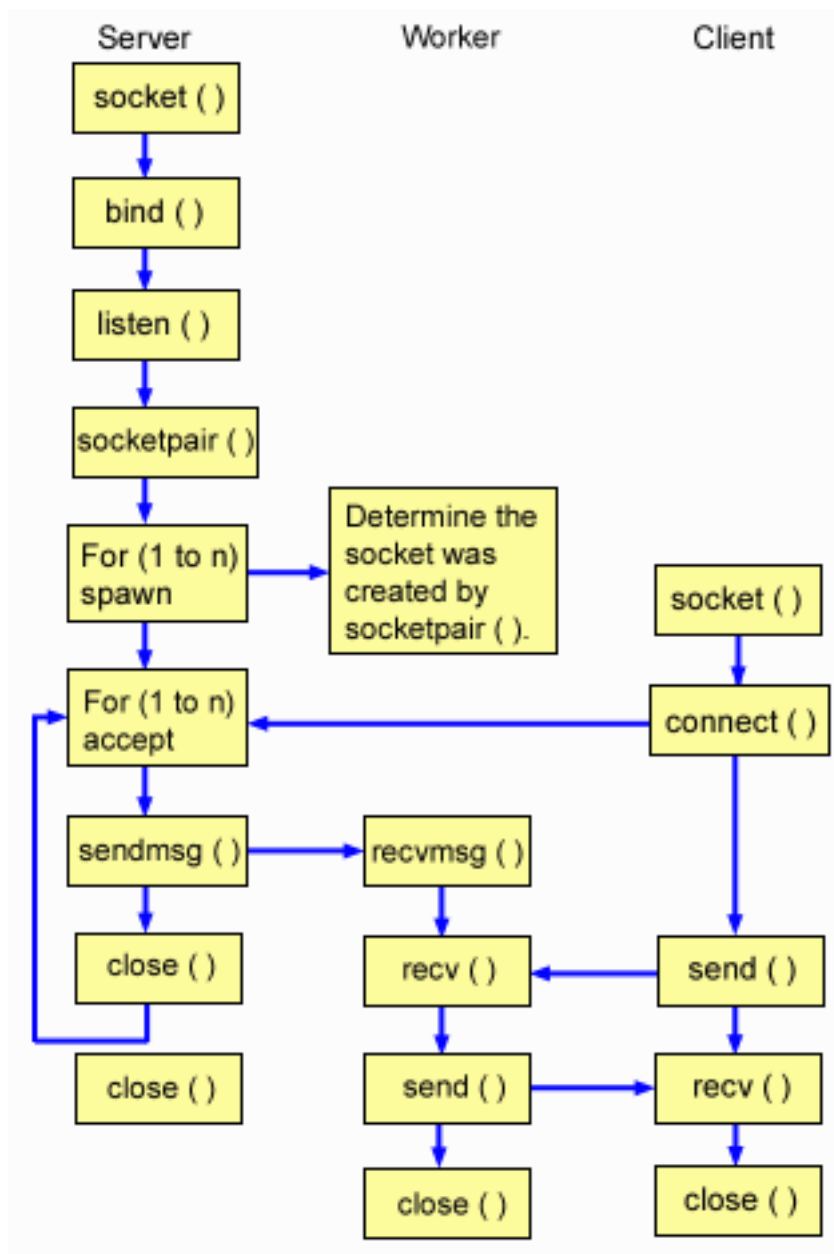 Server
Worker
Client
socket ( )
bind ( )
listen ( )
socketpair ( )
For (1 to n)
spawn
Determine the
socket was
created by
socketpair ( ).
socket ( )
For (1 to n)
accept
connect ( )
sendmsg ( )
recvmsg ( )
close ( )
recv ( )
send ( )
close ( )
send ( )
recv ( )
close ( )
close ( )